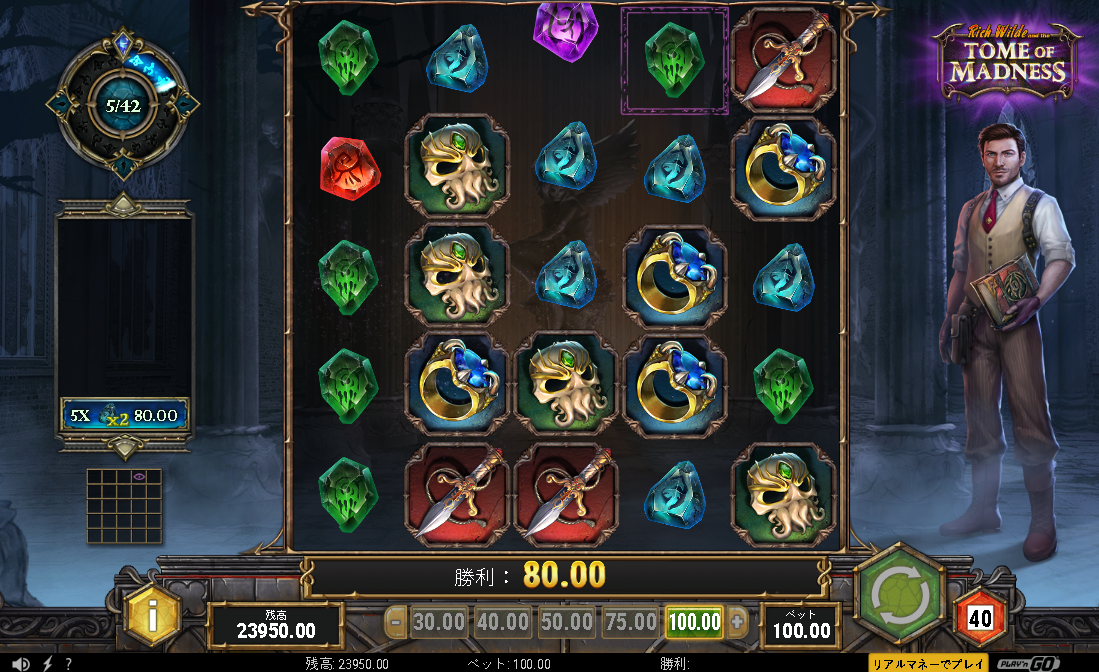 Rich Wilde and the
TOME OF
MADNESS
5/42
5X x2 80.00
勝利: 80.00
残高
23950.00
- 30.00 40.00 50.00 75.00 100.00 +
ベット
100.00
40
i
?
残高: 23950.00 ベット: 100.00 勝利:
リアルマネーでプレイ
PLAY'n GO